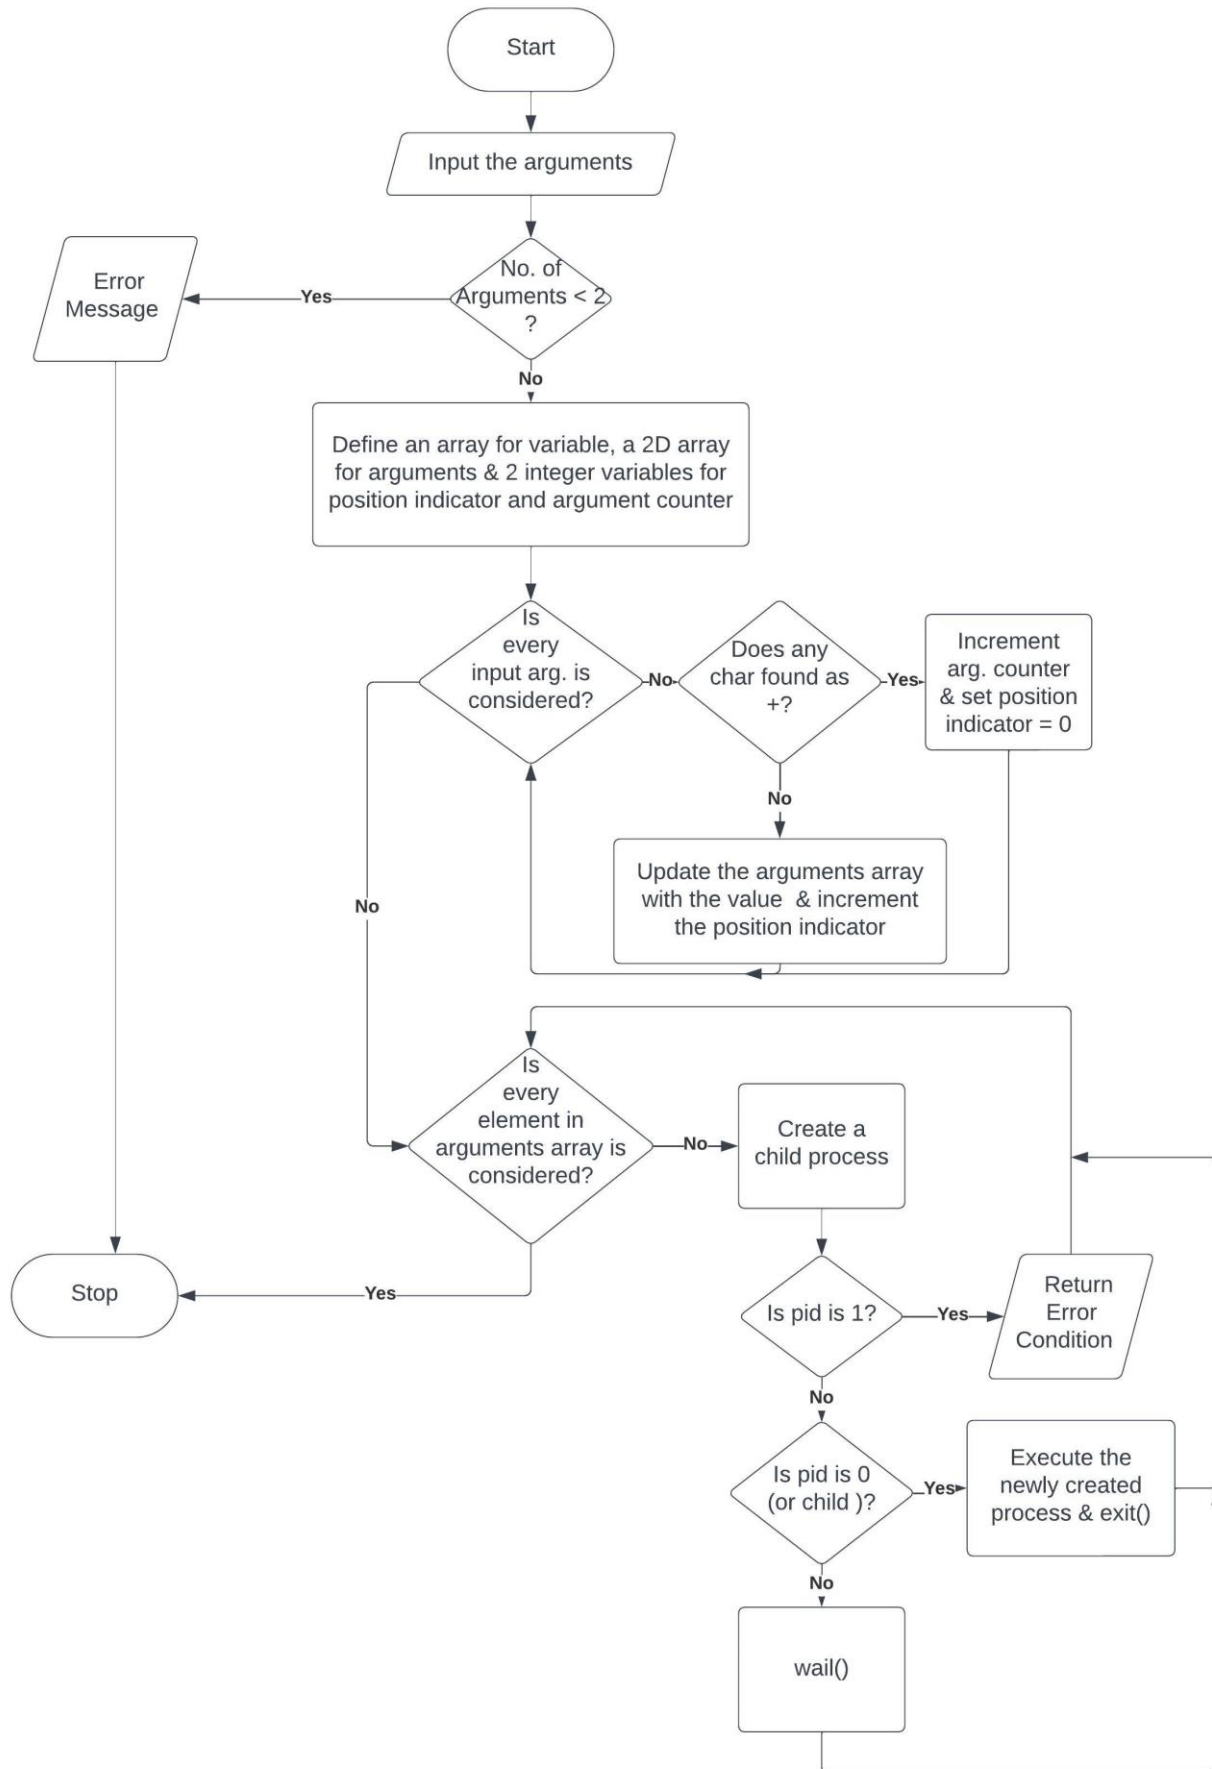 Start
Input the arguments
No. of
Arguments < 2
?
Yes
Error
Message
No
Define an array for variable, a 2D array
for arguments & 2 integer variables for
position indicator and argument counter
Is
every
input arg. is
considered?
No
Does any
char found as
+?
Yes
Increment
arg. counter
& set position
indicator = 0
No
Update the arguments array
with the value & increment
the position indicator
No
Is
every
element in
arguments array is
considered?
No
Create a
child process
Yes
Stop
Is pid is 1?
Yes
Return
Error
Condition
No
Is pid is 0
(or child )?
Yes
Execute the
newly created
process & exit()
No
wail()